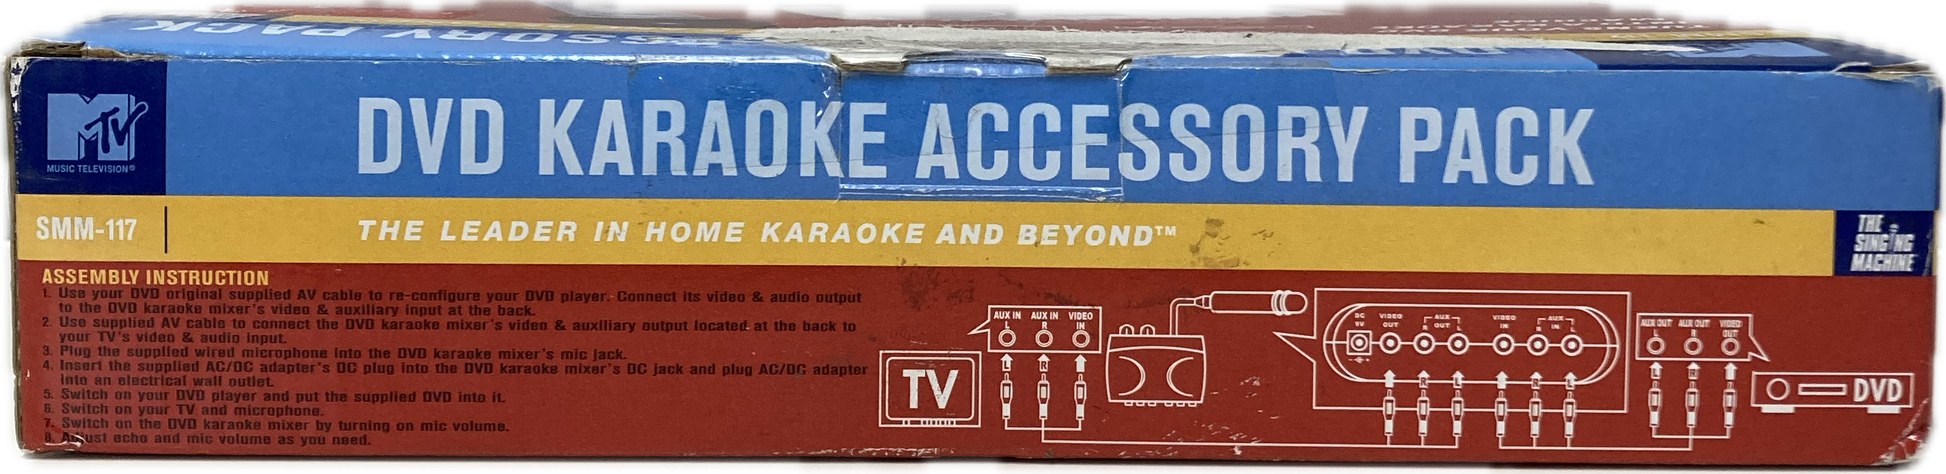 ACCESSORY PACK
MTV
MUSIC TELEVISION®
DVD KARAOKE ACCESSORY PACK
SMM-117
THE LEADER IN HOME KARAOKE AND BEYOND™
THE
SINGING
MACHINE
ASSEMBLY INSTRUCTION
1. Use your DVD original supplied AV cable to re-configure your DVD player. Connect its video & audio output
to the DVD karaoke mixer's video & auxiliary input at the back.
2. Use supplied AV cable to connect the DVD karaoke mixer's video & auxiliary output located at the back to
your TV's video & audio input.
3. Plug the supplied wired microphone into the DVD karaoke mixer's mic jack.
4. Insert the supplied AC/DC adapter's DC plug into the DVD karaoke mixer's DC jack and plug AC/DC adapter
into an electrical wall outlet.
5. Switch on your DVD player and put the supplied DVD into it.
6. Switch on your TV and microphone.
7. Switch on the DVD karaoke mixer by turning on mic volume.
8. Adjust echo and mic volume as you need.
TV
AUX IN L AUX IN R VIDEO IN
L R
DC 9V VIDEO OUT AUX OUT R L VIDEO IN AUX IN R L
R L R L
AUX OUT L AUX OUT R VIDEO OUT
L R
DVD